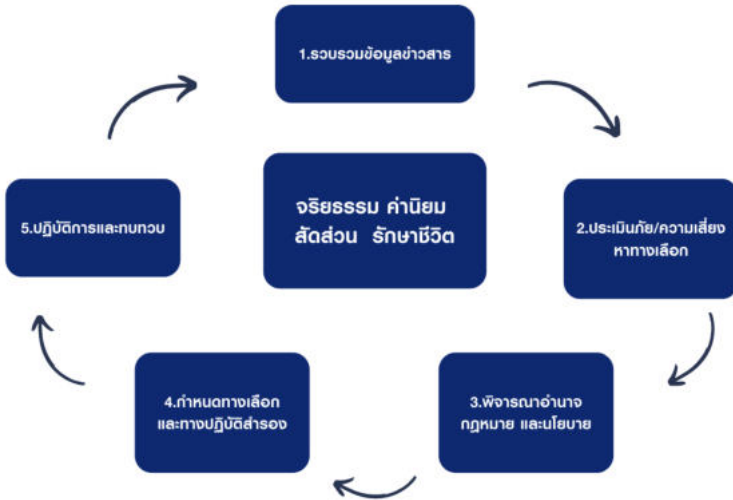 1.รวบรวมข้อมูลข่าวสาร
จริยธรรม ค่านิยม
สัดส่วน รักษาชีวิต
2.ประเมินภัย/ความเสี่ยง
หาทางเลือก
3.พิจารณาอำนาจ
กฎหมาย และนโยบาย
4.กำหนดทางเลือก
และทางปฏิบัติสำรอง
5.ปฏิบัติการและทบทวน